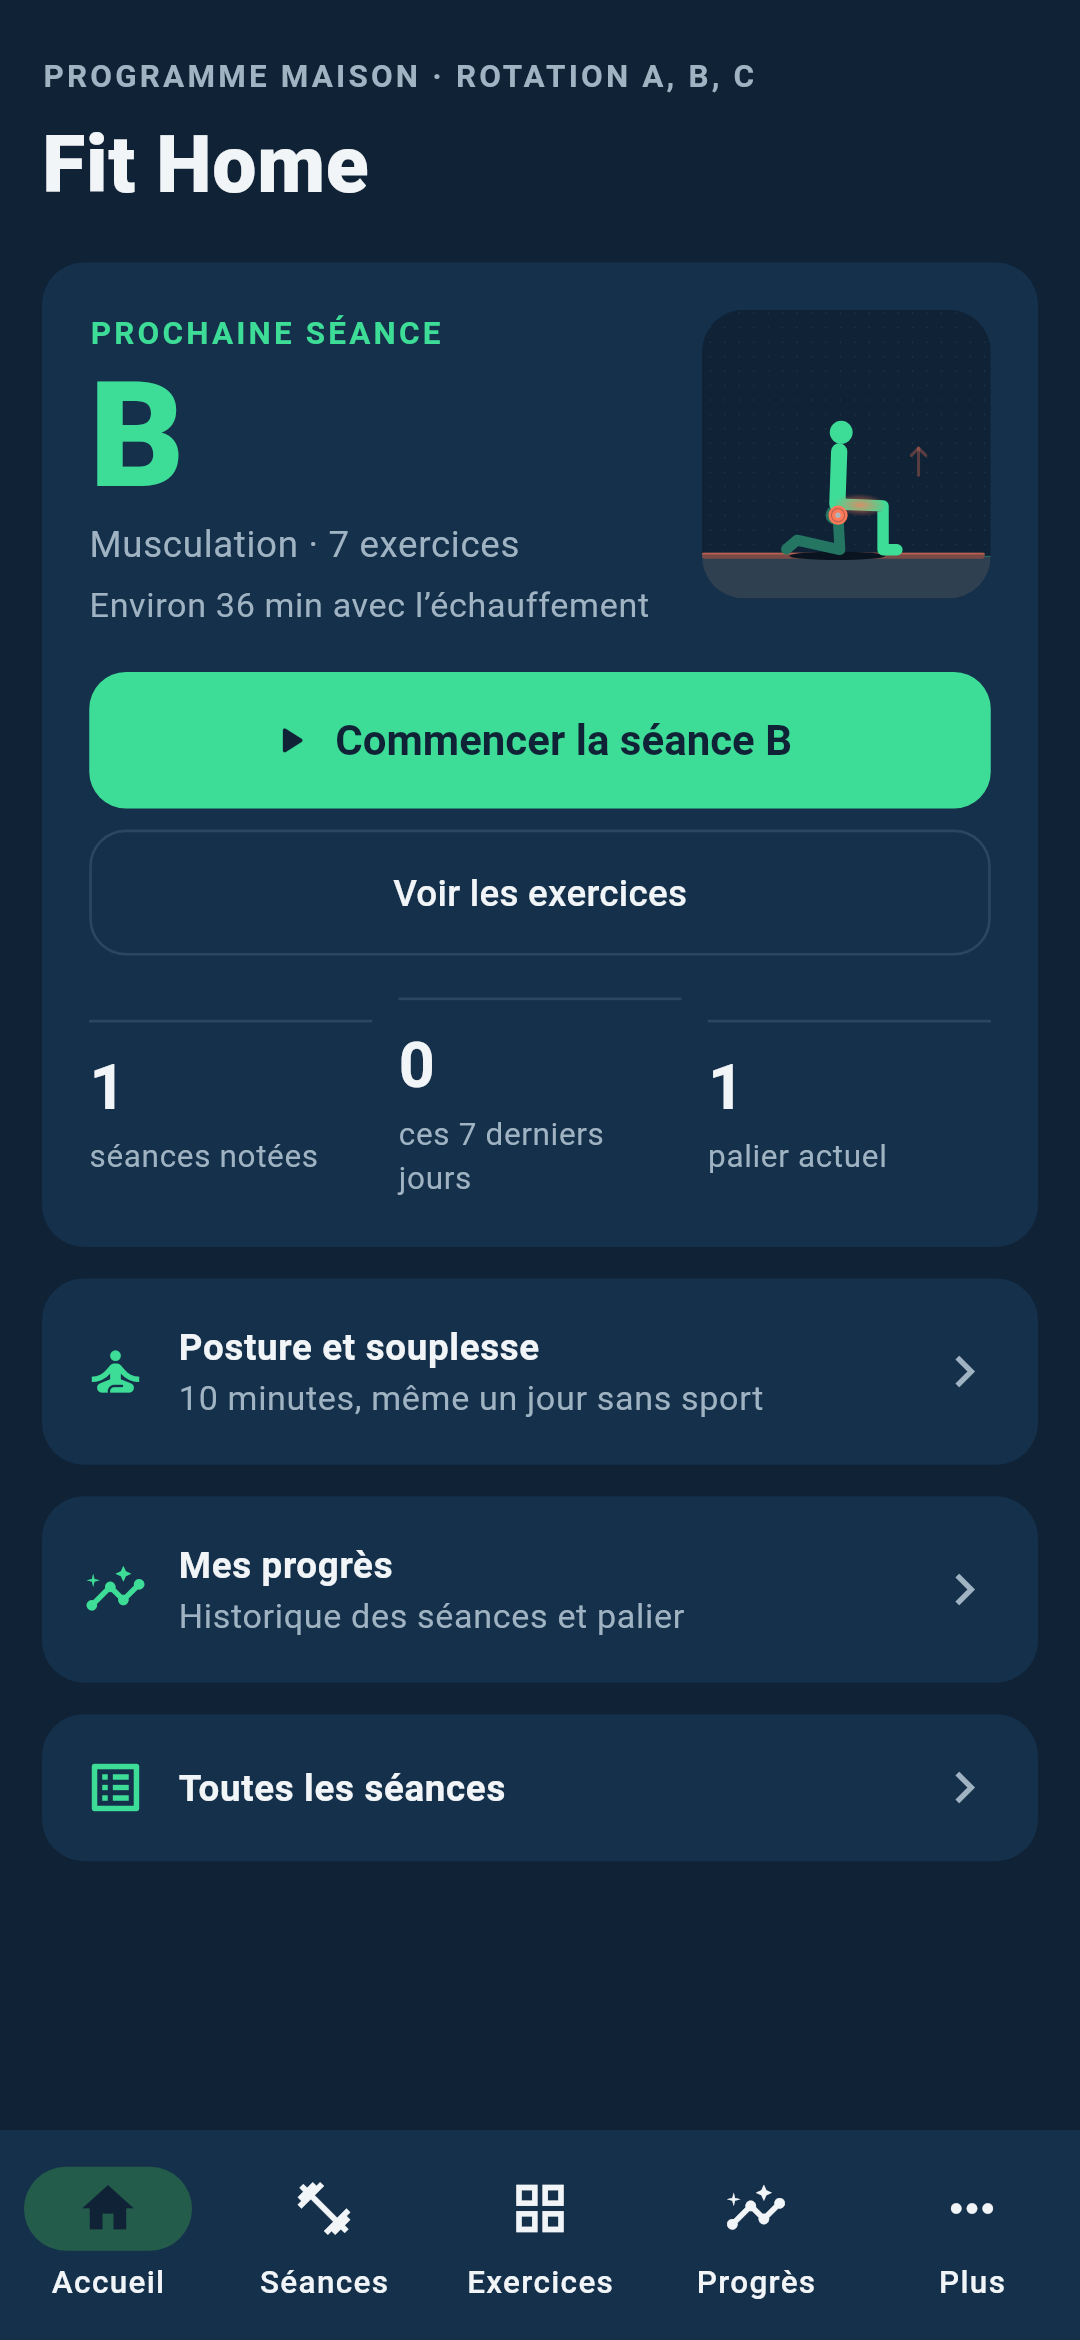 PROGRAMME MAISON · ROTATION A, B, C
Fit Home
PROCHAINE SÉANCE
B
Musculation · 7 exercices
Environ 36 min avec l’échauffement
Commencer la séance B
Voir les exercices
1
séances notées
0
ces 7 derniers
jours
1
palier actuel
Posture et souplesse
10 minutes, même un jour sans sport
Mes progrès
Historique des séances et palier
Toutes les séances
Accueil
Séances
Exercices
Progrès
Plus